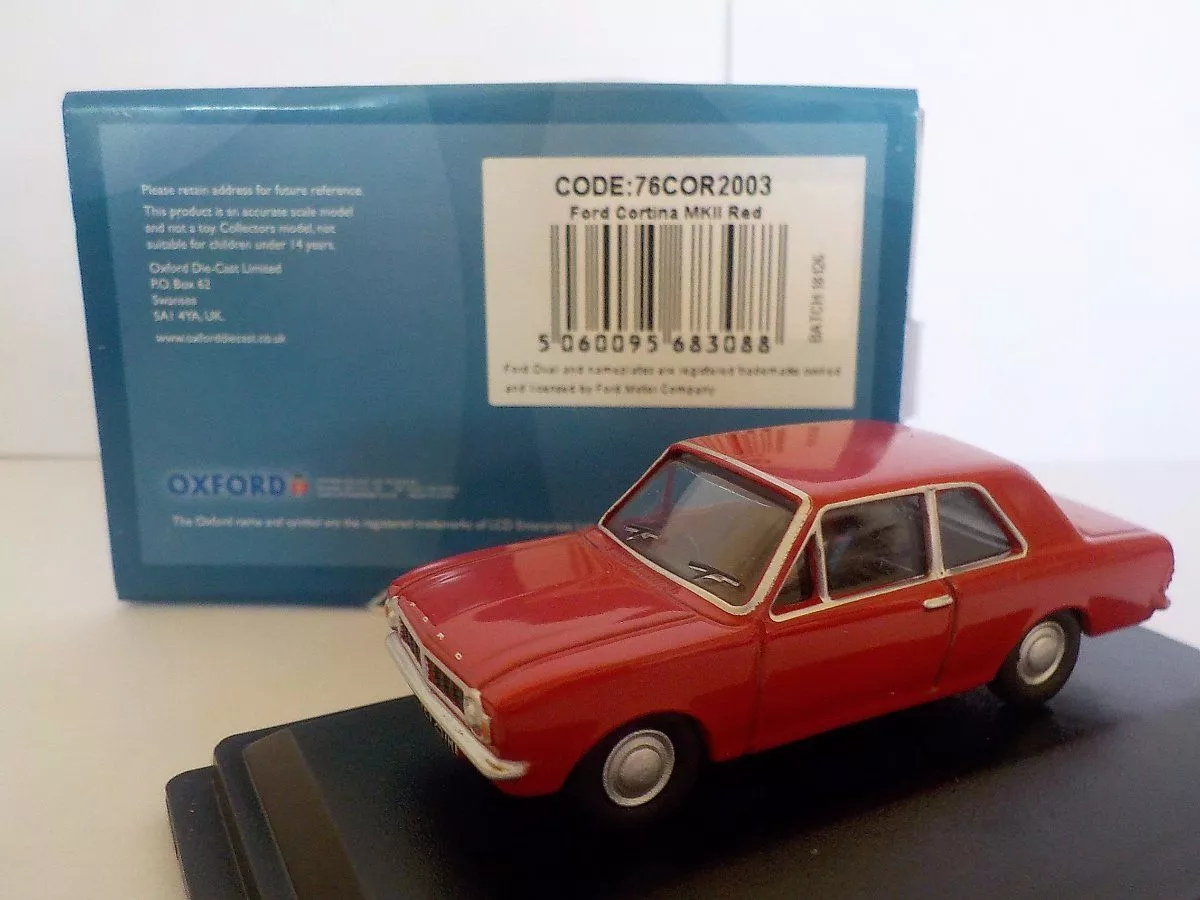 Please retain address for future reference.
This product is an accurate scale model
and not a toy. Collectors model, not
suitable for children under 14 years.
Oxford Die-Cast Limited
P.O. Box 62
Swansea
SA1 4YA, UK.
www.oxforddiecast.co.uk
CODE:76COR2003
Ford Cortina MKII Red
BATCH 18126
5 060095 683088
Ford Oval and nameplates are registered trademarks owned
and licensed by Ford Motor Company
OXFORD
The Oxford name and symbol are the registered trademarks of LCD Enterprises